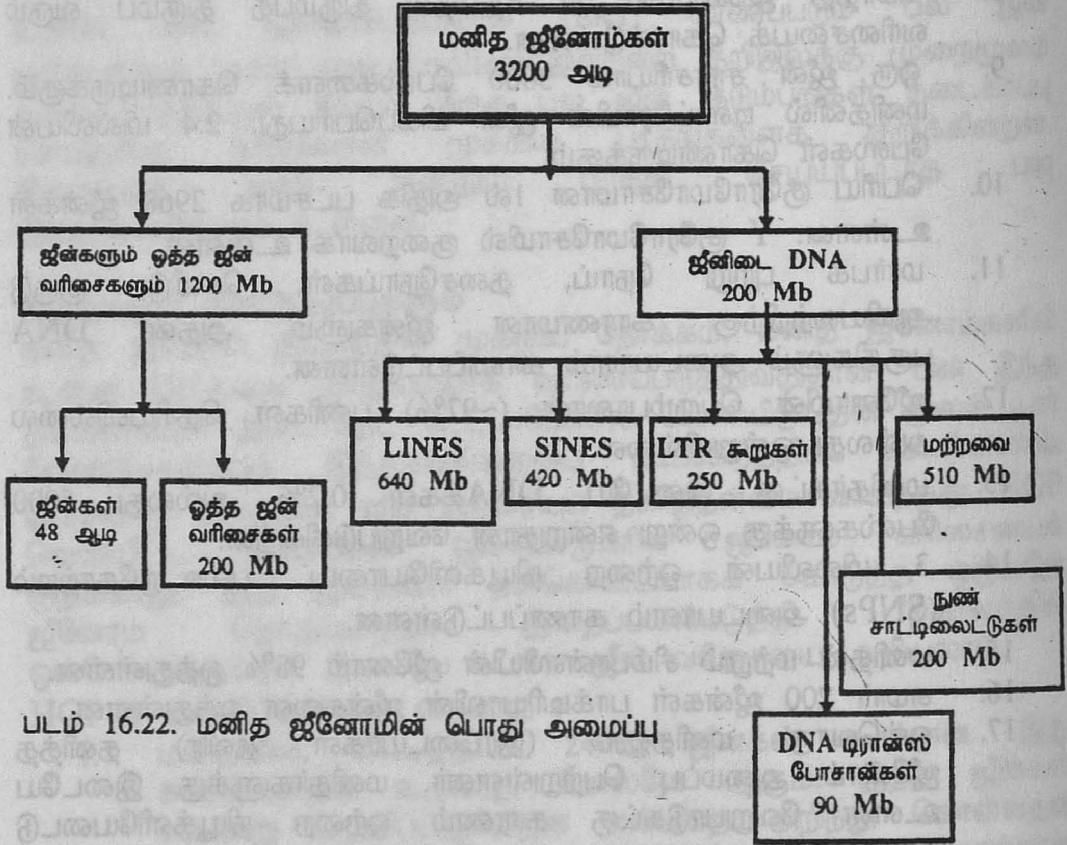 மனித ஜீனோம்கள்
3200 அடி
ஜீன்களும் ஒத்த ஜீன்
வரிசைகளும் 1200 Mb
ஜீனிடை DNA
200 Mb
ஜீன்கள்
48 ஆடி
ஒத்த ஜீன்
வரிசைகள்
200 Mb
LINES
640 Mb
SINES
420 Mb
LTR கூறுகள்
250 Mb
மற்றவை
510 Mb
நுண்
சாட்டிலைட்டுகள்
200 Mb
DNA டிரான்ஸ்
போசான்கள்
90 Mb
படம் 16.22. மனித ஜீனோமின் பொது அமைப்பு